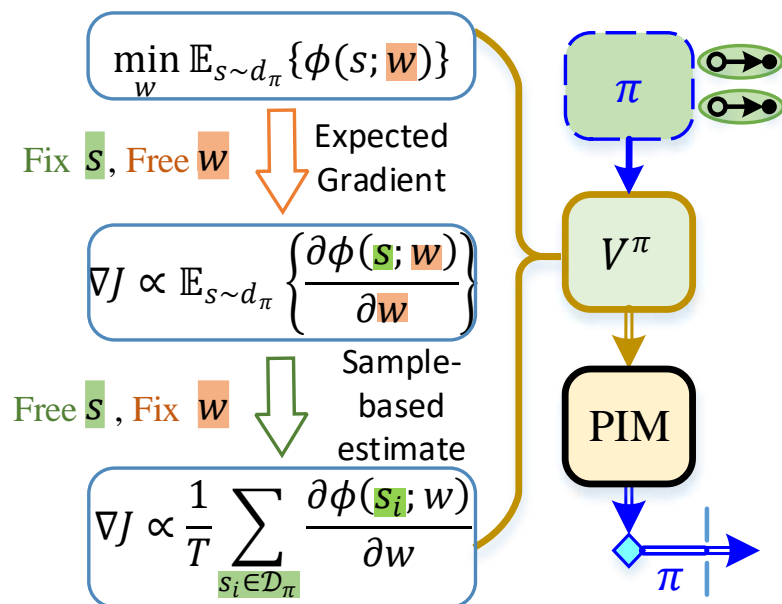 min_w 𝔼_{s∼d_π}{ϕ(s; w)}
Fix s, Free w
Expected
Gradient
∇J ∝ 𝔼_{s∼d_π} {∂ϕ(s; w) / ∂w}
Free s, Fix w
Sample-
based
estimate
∇J ∝ 1/T ∑_{s_i∈𝒟_π} ∂ϕ(s_i; w) / ∂w
π
V^π
PIM
π